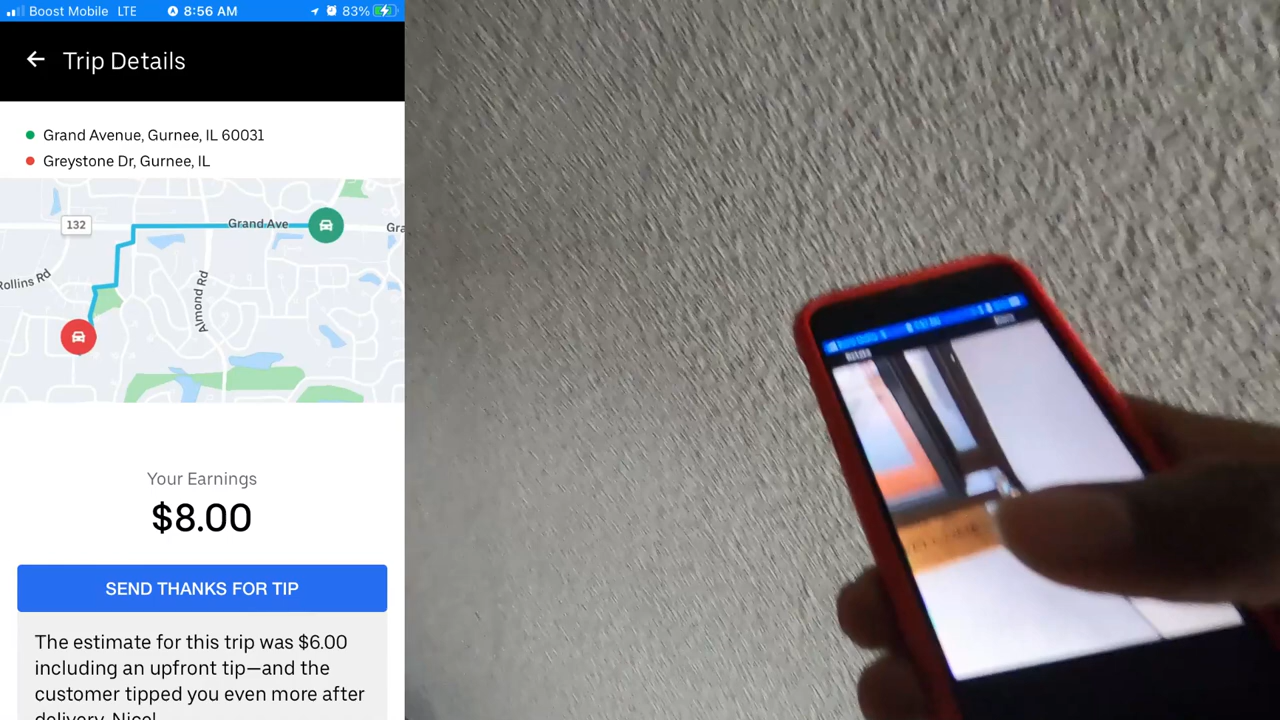 Boost Mobile LTE 8:56 AM 83%
Trip Details
Grand Avenue, Gurnee, IL 60031
Greystone Dr, Gurnee, IL
132
Grand Ave
Gra
Rollins Rd
Almond Rd
Your Earnings
$8.00
SEND THANKS FOR TIP
The estimate for this trip was $6.00
including an upfront tip—and the
customer tipped you even more after
delivery. Nice!